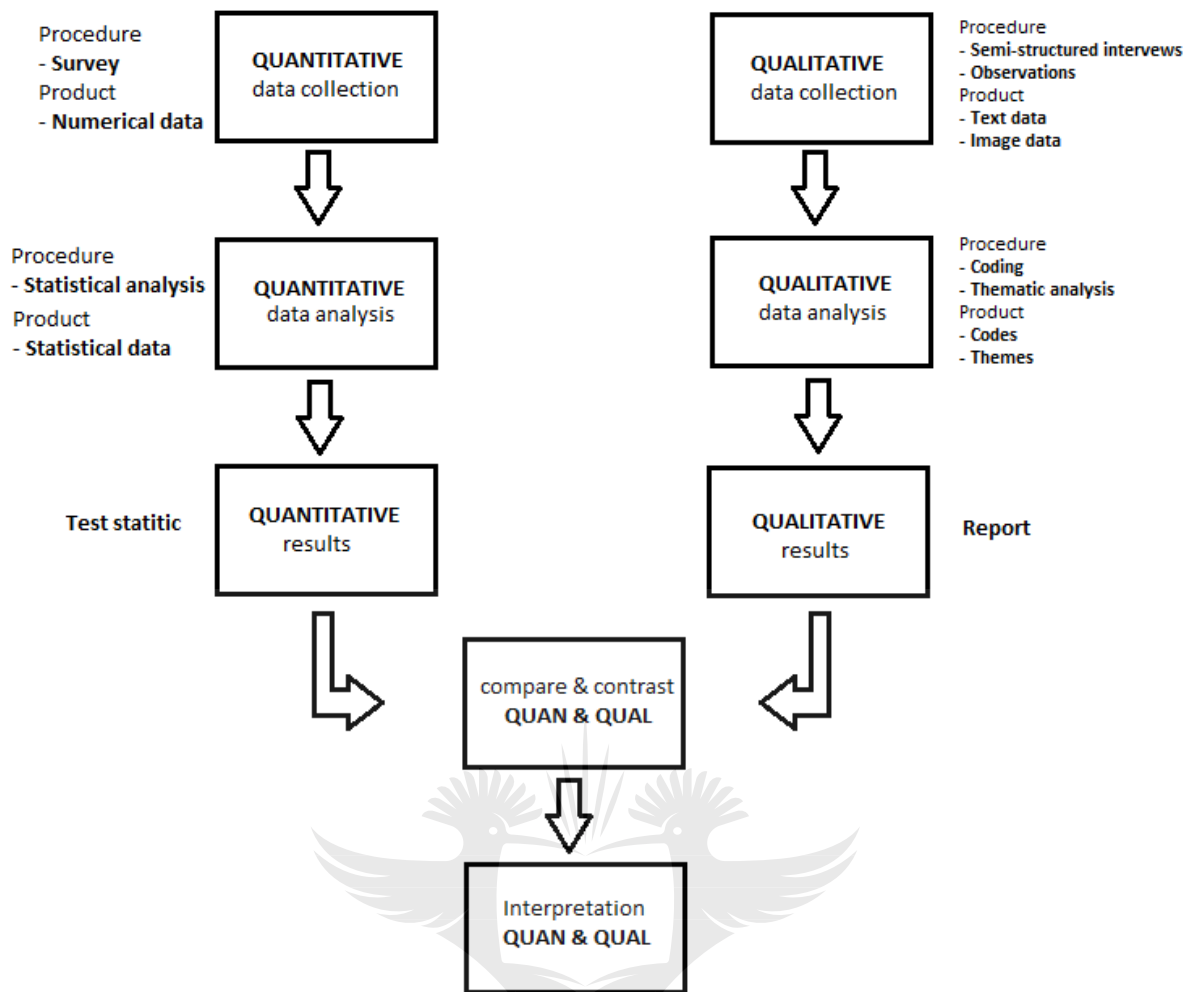 Procedure
- Survey
Product
- Numerical data
QUANTITATIVE
data collection
QUALITATIVE
data collection
Procedure
- Semi-structured intervews
- Observations
Product
- Text data
- Image data
Procedure
- Statistical analysis
Product
- Statistical data
QUANTITATIVE
data analysis
QUALITATIVE
data analysis
Procedure
- Coding
- Thematic analysis
Product
- Codes
- Themes
Test statitic
QUANTITATIVE
results
QUALITATIVE
results
Report
compare & contrast
QUAN & QUAL
Interpretation
QUAN & QUAL